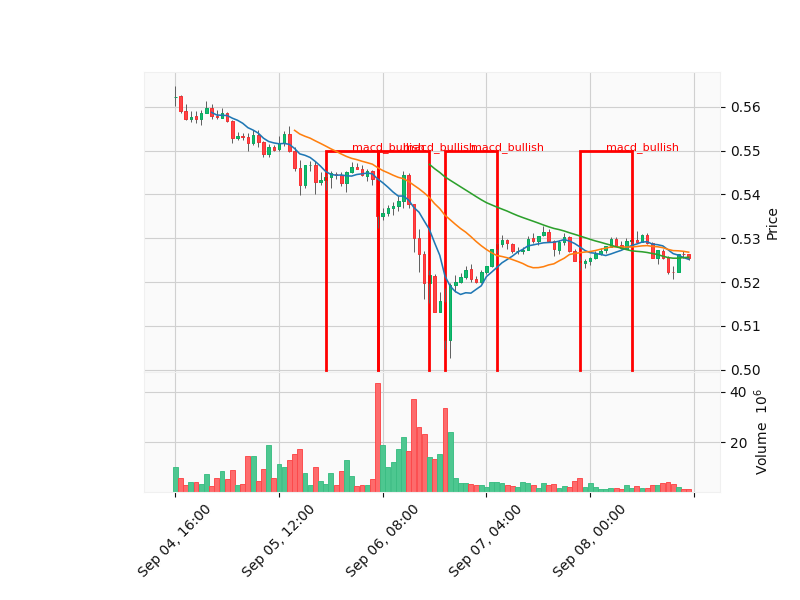 macd_bullish
macd_bullish
macd_bullish
macd_bullish
0.56
0.55
0.54
0.53
0.52
0.51
0.50
Price
40
20
Volume 10^6
Sep 04, 16:00
Sep 05, 12:00
Sep 06, 08:00
Sep 07, 04:00
Sep 08, 00:00